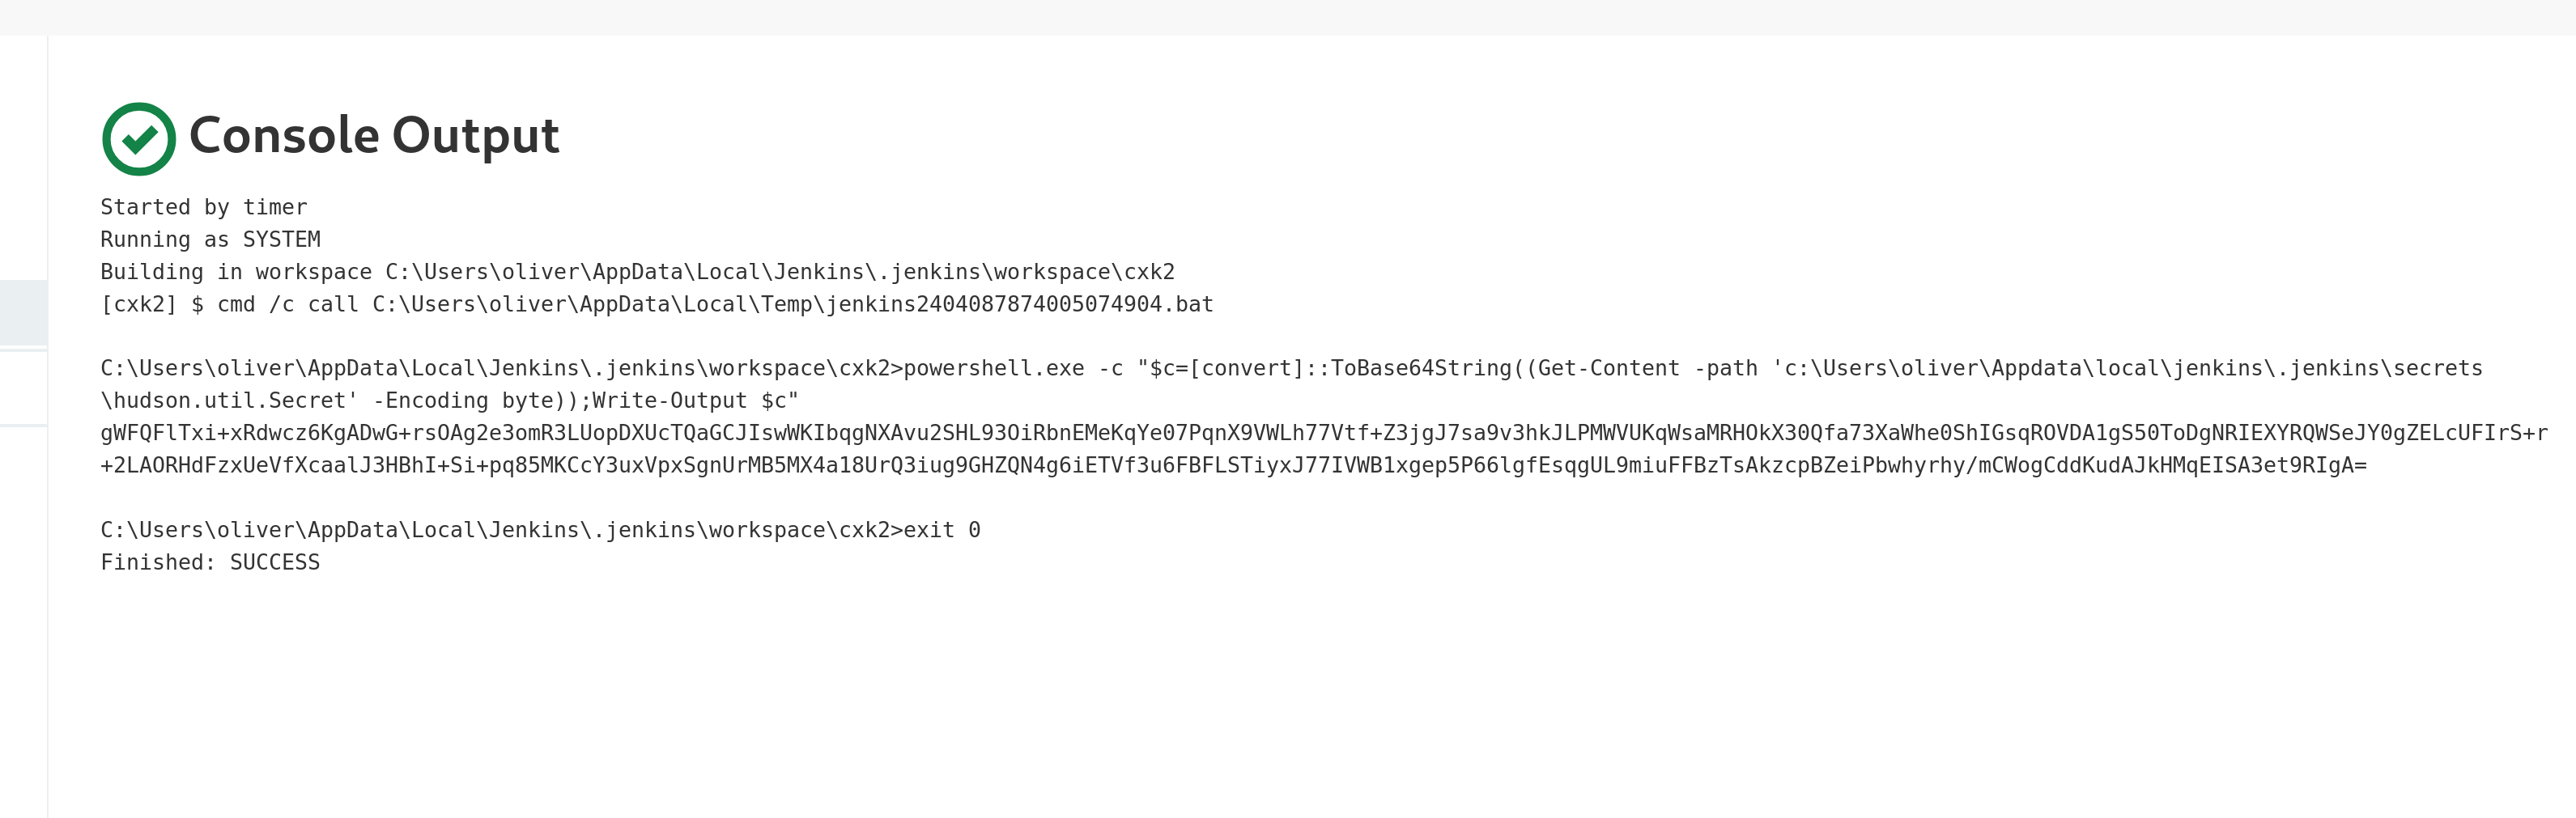 Console Output
Started by timer
Running as SYSTEM
Building in workspace C:\Users\oliver\AppData\Local\Jenkins\.jenkins\workspace\cxk2
[cxk2] $ cmd /c call C:\Users\oliver\AppData\Local\Temp\jenkins2404087874005074904.bat
C:\Users\oliver\AppData\Local\Jenkins\.jenkins\workspace\cxk2>powershell.exe -c "$c=[convert]::ToBase64String((Get-Content -path 'c:\Users\oliver\Appdata\local\jenkins\.jenkins\secrets
\hudson.util.Secret' -Encoding byte));Write-Output $c"
gWFQFlTxi+xRdwcz6KgADwG+rsOAg2e3omR3LUopDXUcTQaGCJIswWKIbqgNXAvu2SHL93OiRbnEMeKqYe07PqnX9VWLh77Vtf+Z3jgJ7sa9v3hkJLPMWVUKqWsaMRHOkX30Qfa73XaWhe0ShIGsqROVDA1gS50ToDgNRIEXYRQWSeJY0gZELcUFIrS+r
+2LAORHdFzxUeVfXcaalJ3HBhI+Si+pq85MKCcY3uxVpxSgnUrMB5MX4a18UrQ3iug9GHZQN4g6iETVf3u6FBFLSTiyxJ77IVWB1xgep5P66lgfEsqgUL9miuFFBzTsAkzcpBZeiPbwhyrhy/mCWogCddKudAJkHMqEISA3et9RIgA=
C:\Users\oliver\AppData\Local\Jenkins\.jenkins\workspace\cxk2>exit 0
Finished: SUCCESS